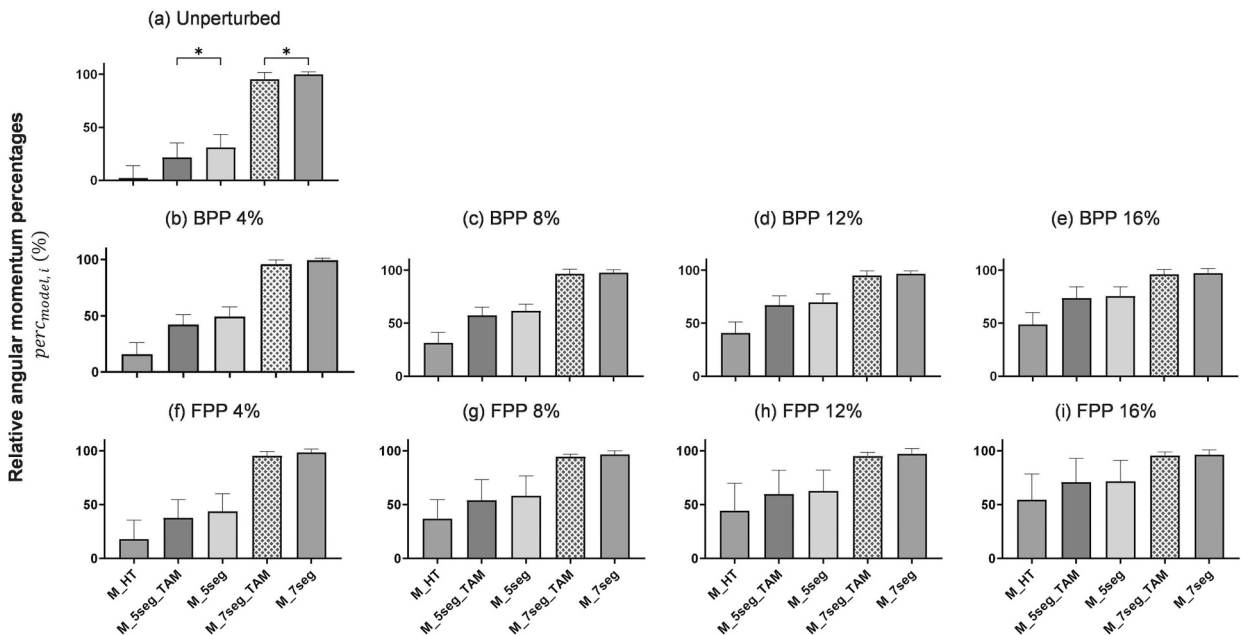 (a) Unperturbed
*
*
100
50
0
Relative angular momentum percentages
perc_{model,i} (%)
(b) BPP 4%
(c) BPP 8%
(d) BPP 12%
(e) BPP 16%
100
50
0
100
50
0
100
50
0
100
50
0
(f) FPP 4%
(g) FPP 8%
(h) FPP 12%
(i) FPP 16%
100
50
0
100
50
0
100
50
0
100
50
0
M_HT
M_5seg_TAM
M_5seg
M_7seg_TAM
M_7seg
M_HT
M_5seg_TAM
M_5seg
M_7seg_TAM
M_7seg
M_HT
M_5seg_TAM
M_5seg
M_7seg_TAM
M_7seg
M_HT
M_5seg_TAM
M_5seg
M_7seg_TAM
M_7seg